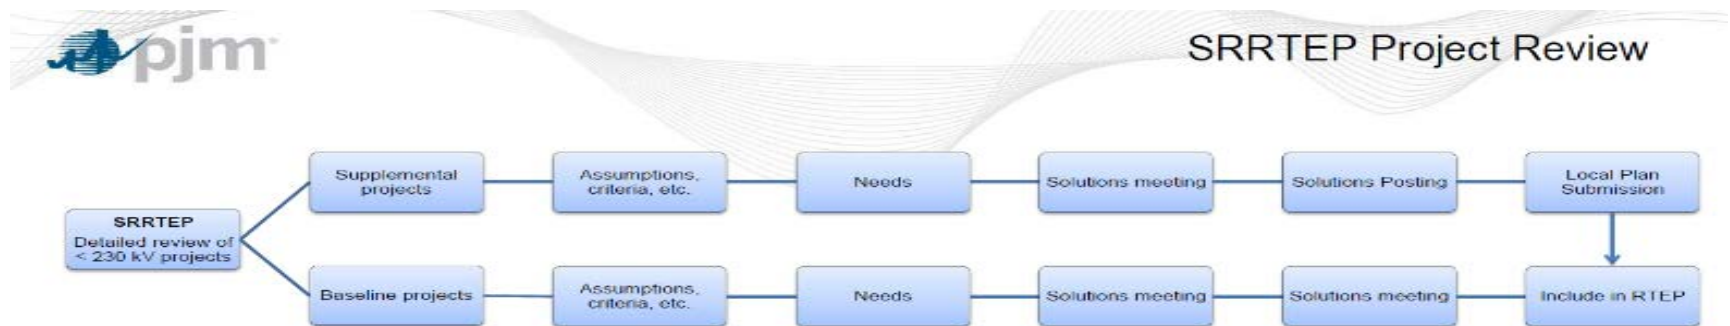 pjm
SRRTEP Project Review
Supplemental
projects
Assumptions,
criteria, etc.
Needs
Solutions meeting
Solutions Posting
Local Plan
Submission
SRRTEP
Detailed review of
< 230 kV projects
Baseline projects
Assumptions,
criteria, etc.
Needs
Solutions meeting
Solutions meeting
Include in RTEP